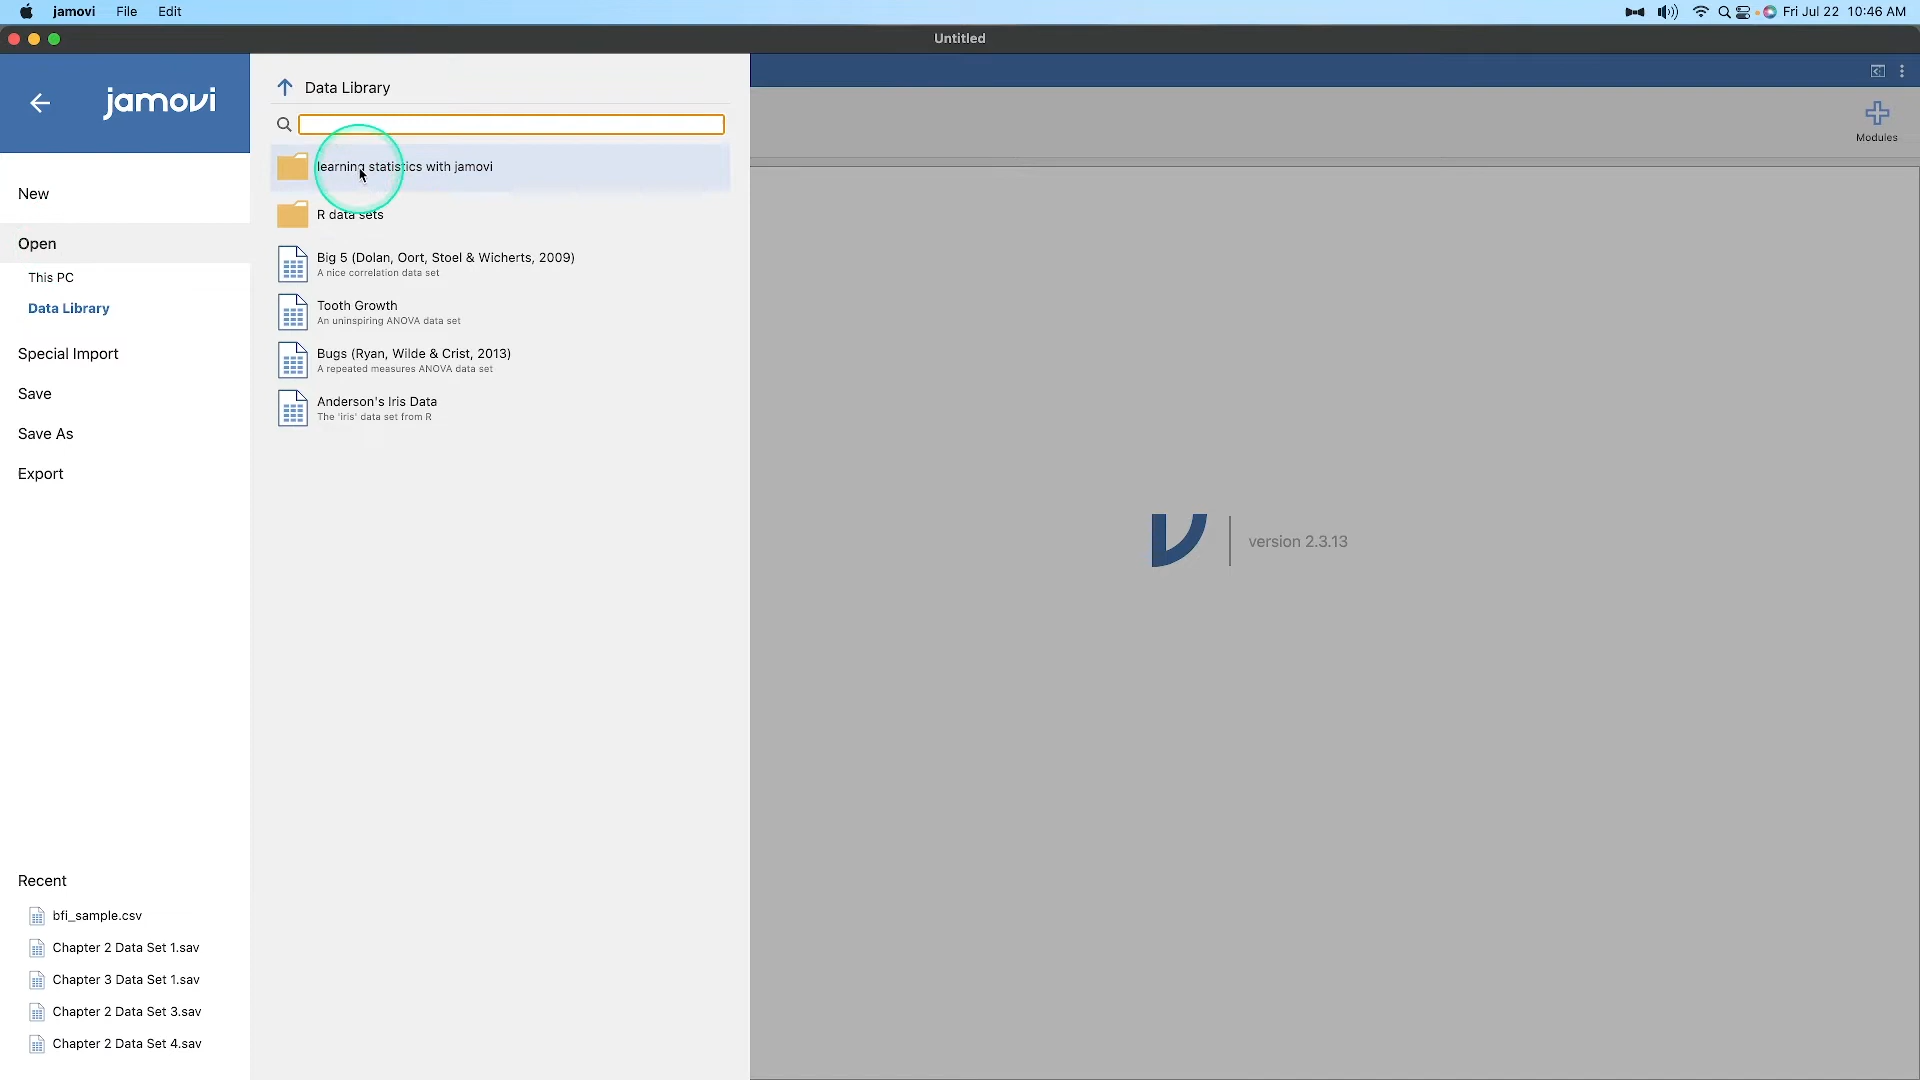 jamovi File Edit Fri Jul 22 10:46 AM
Untitled
jamovi
Data Library
Modules
learning statistics with jamovi
New
R data sets
Open
Big 5 (Dolan, Oort, Stoel & Wicherts, 2009)
A nice correlation data set
This PC
Data Library
Tooth Growth
An uninspiring ANOVA data set
Special Import
Bugs (Ryan, Wilde & Crist, 2013)
A repeated measures ANOVA data set
Save
Anderson's Iris Data
The 'iris' data set from R
Save As
Export
version 2.3.13
Recent
bfi_sample.csv
Chapter 2 Data Set 1.sav
Chapter 3 Data Set 1.sav
Chapter 2 Data Set 3.sav
Chapter 2 Data Set 4.sav